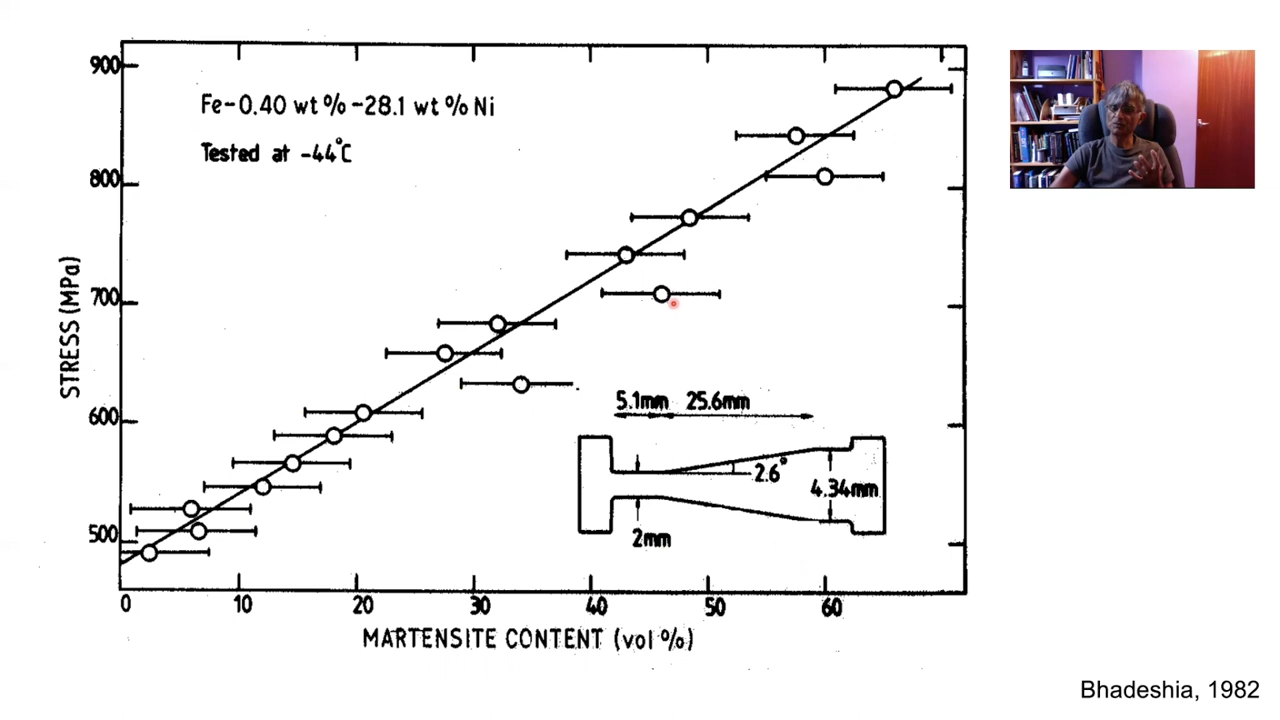 900
800
700
600
500
STRESS (MPa)
Fe-0.40 wt % -28.1 wt % Ni
Tested at -44°C
5.1mm 25.6mm
2.6°
4.34mm
2mm
0 10 20 30 40 50 60
MARTENSITE CONTENT (vol %)
Bhadeshia, 1982